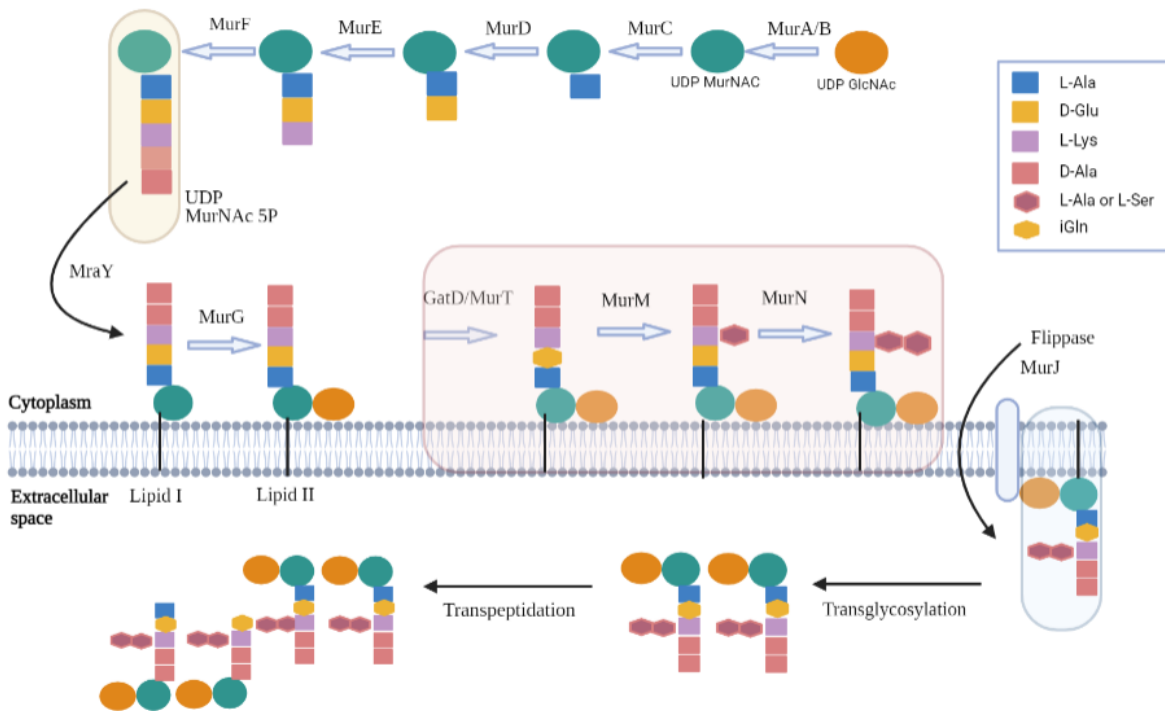 MurF
MurE
MurD
MurC
MurA/B
UDP MurNAC
UDP GlcNAc
L-Ala
D-Glu
L-Lys
D-Ala
L-Ala or L-Ser
iGln
UDP
MurNAc 5P
MraY
MurG
GatD/MurT
MurM
MurN
Flippase
MurJ
Cytoplasm
Extracellular
space
Lipid I
Lipid II
Transpeptidation
Transglycosylation